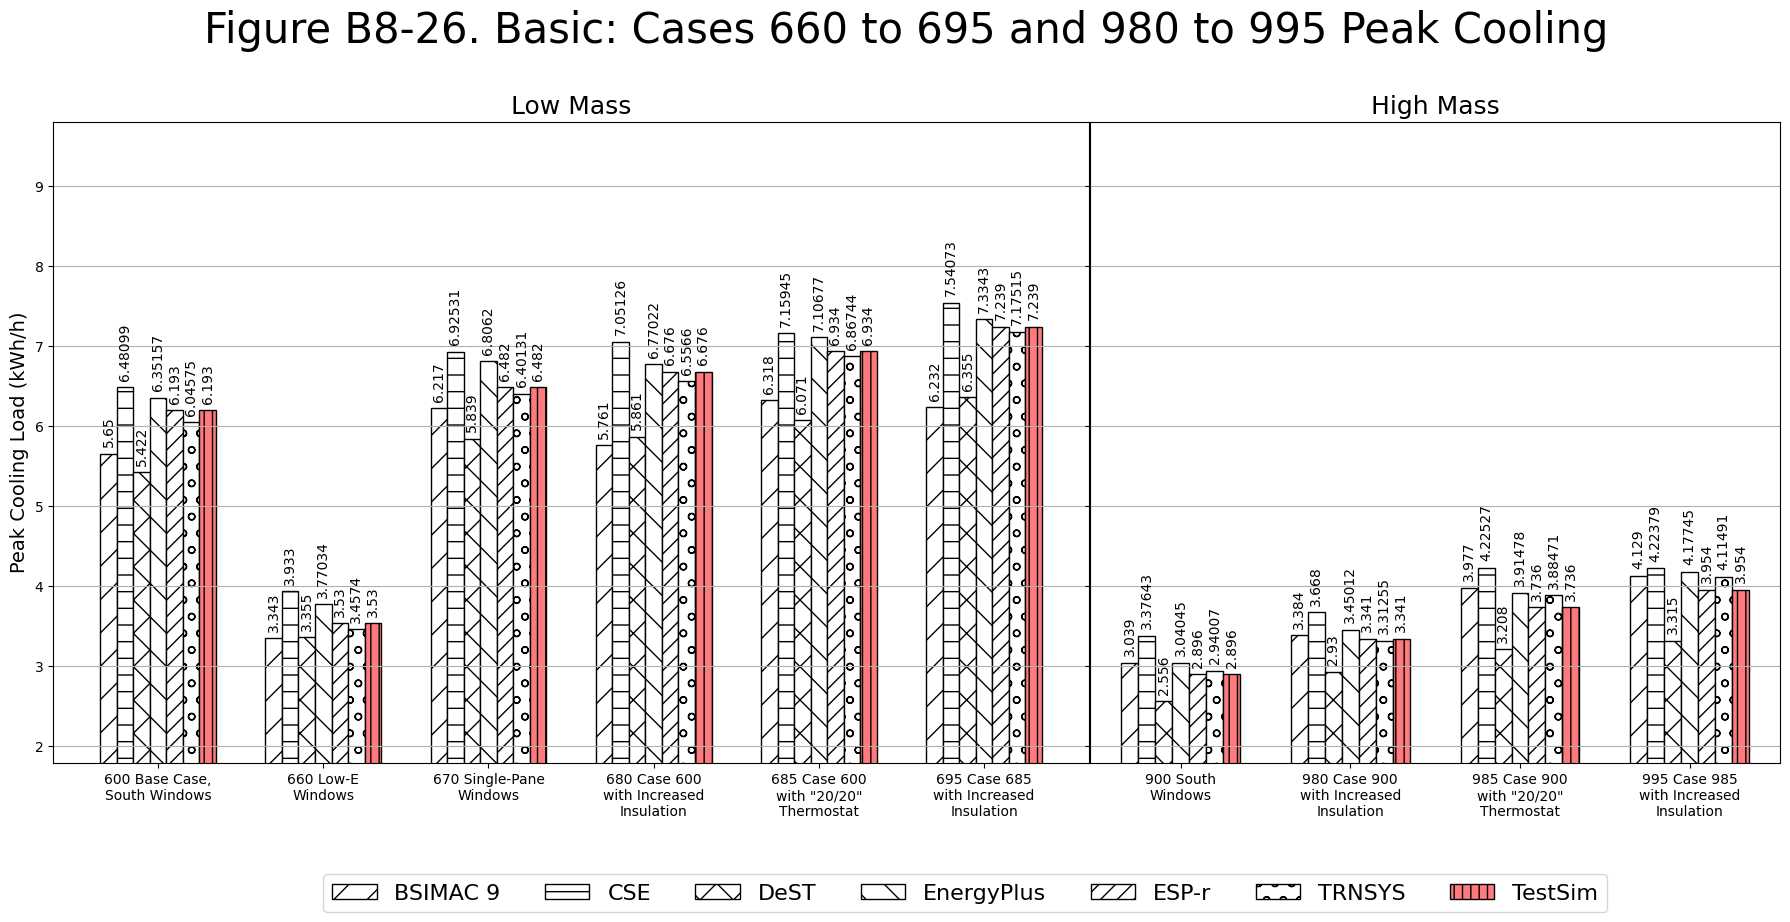 Figure B8-26. Basic: Cases 660 to 695 and 980 to 995 Peak Cooling
Low Mass
High Mass
Peak Cooling Load (kWh/h)
9
8
7
6
5
4
3
2
5.65
6.48099
5.422
6.35157
6.193
6.04575
6.193
3.343
3.933
3.355
3.77034
3.53
3.4574
3.53
6.217
6.92531
5.839
6.8062
6.482
6.40131
6.482
5.761
7.05126
5.861
6.77022
6.676
6.5566
6.676
6.318
7.15945
6.071
7.10677
6.934
6.86744
6.934
6.232
7.54073
6.355
7.3343
7.239
7.17515
7.239
3.039
3.37643
2.556
3.04045
2.896
2.94007
2.896
3.384
3.668
2.93
3.45012
3.341
3.31255
3.341
3.977
4.22527
3.208
3.91478
3.736
3.88471
3.736
4.129
4.22379
3.315
4.17745
3.954
4.11491
3.954
600 Base Case,
South Windows
660 Low-E
Windows
670 Single-Pane
Windows
680 Case 600
with Increased
Insulation
685 Case 600
with "20/20"
Thermostat
695 Case 685
with Increased
Insulation
900 South
Windows
980 Case 900
with Increased
Insulation
985 Case 900
with "20/20"
Thermostat
995 Case 985
with Increased
Insulation
BSIMAC 9
CSE
DeST
EnergyPlus
ESP-r
TRNSYS
TestSim